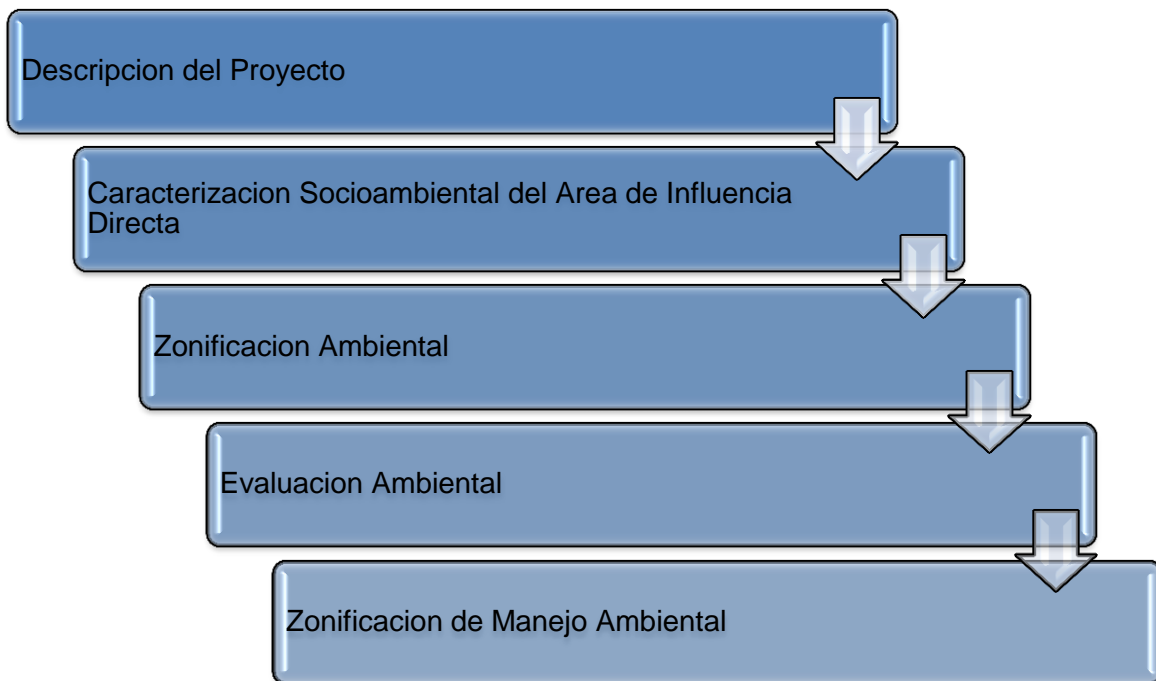 Descripcion del Proyecto
Caracterizacion Socioambiental del Area de Influencia
Directa
Zonificacion Ambiental
Evaluacion Ambiental
Zonificacion de Manejo Ambiental